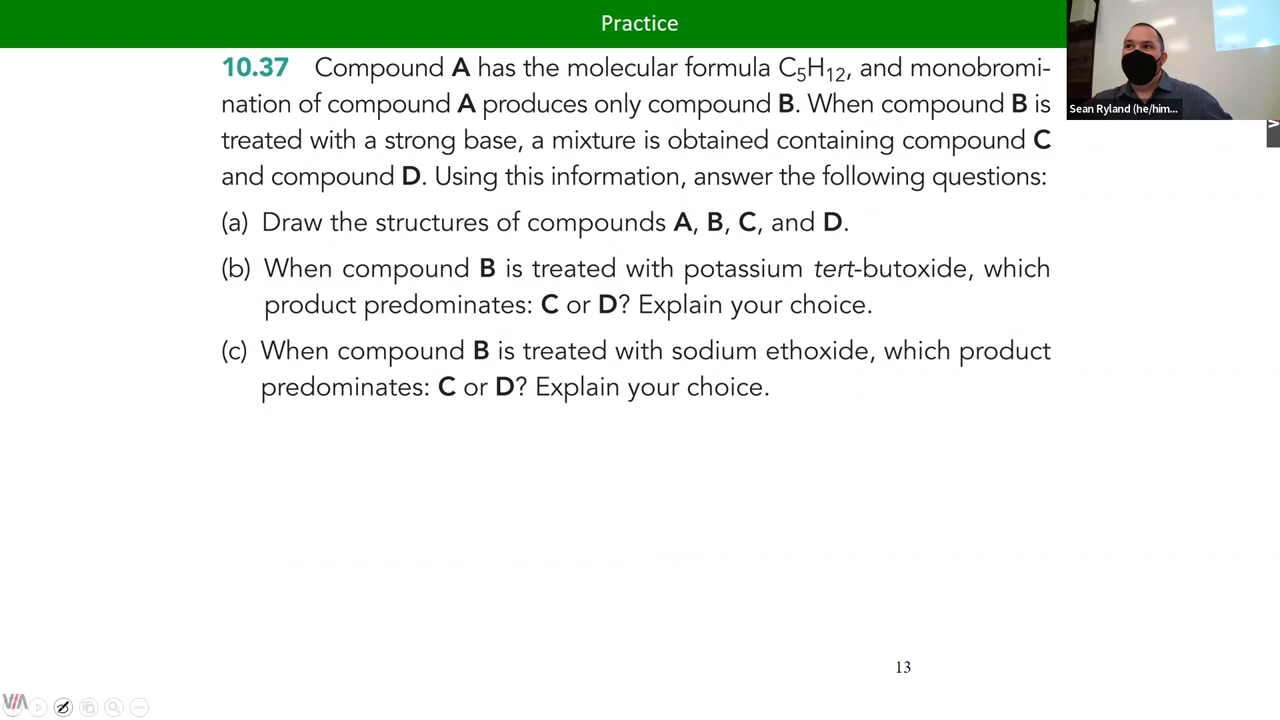 Practice
10.37 Compound A has the molecular formula C₅H₁₂, and monobromi-
nation of compound A produces only compound B. When compound B is
treated with a strong base, a mixture is obtained containing compound C
and compound D. Using this information, answer the following questions:
(a) Draw the structures of compounds A, B, C, and D.
(b) When compound B is treated with potassium tert-butoxide, which
product predominates: C or D? Explain your choice.
(c) When compound B is treated with sodium ethoxide, which product
predominates: C or D? Explain your choice.
Sean Ryland (he/him...
13
VIA